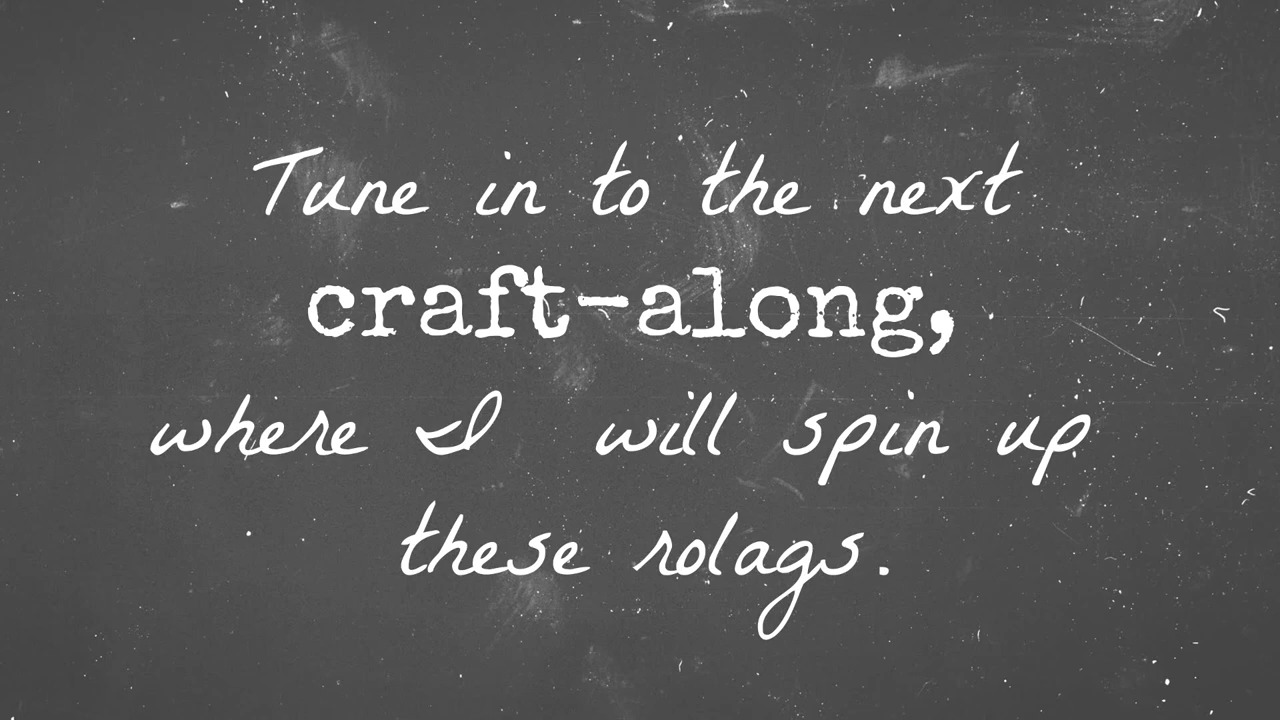 Tune in to the next
craft-along,
where I will spin up
these rolags.